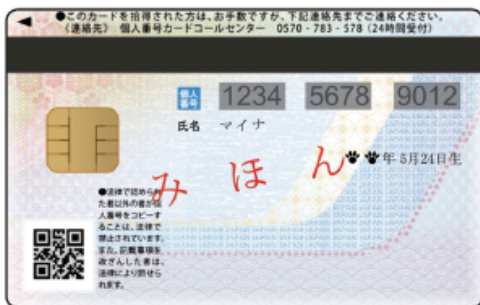 ●このカードを拾得された方は、お手数ですが、下記連絡先までご連絡ください。
《連絡先》 個人番号カードコールセンター 0570-783-578（24時間受付）
個人番号 1234 5678 9012
氏名 マイナ
年 5月24日生
みほん
●法律で認められ
た者以外の者が個
人番号をコピーす
ることは、法律で
禁止されています。
また、記載事項を
改ざんした者は、
法律により罰せら
れます。